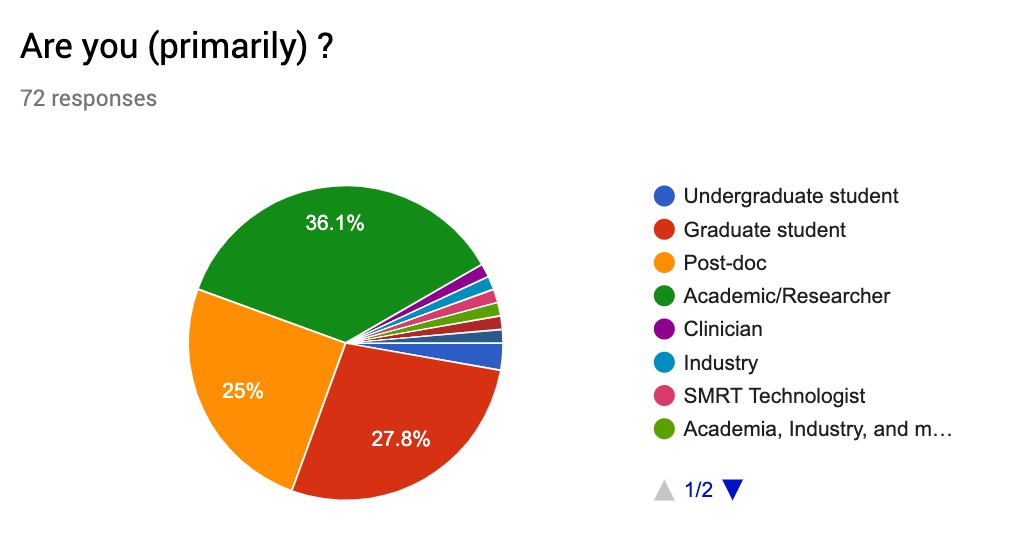 Are you (primarily) ?
72 responses
36.1%
25%
27.8%
Undergraduate student
Graduate student
Post-doc
Academic/Researcher
Clinician
Industry
SMRT Technologist
Academia, Industry, and m...
1/2